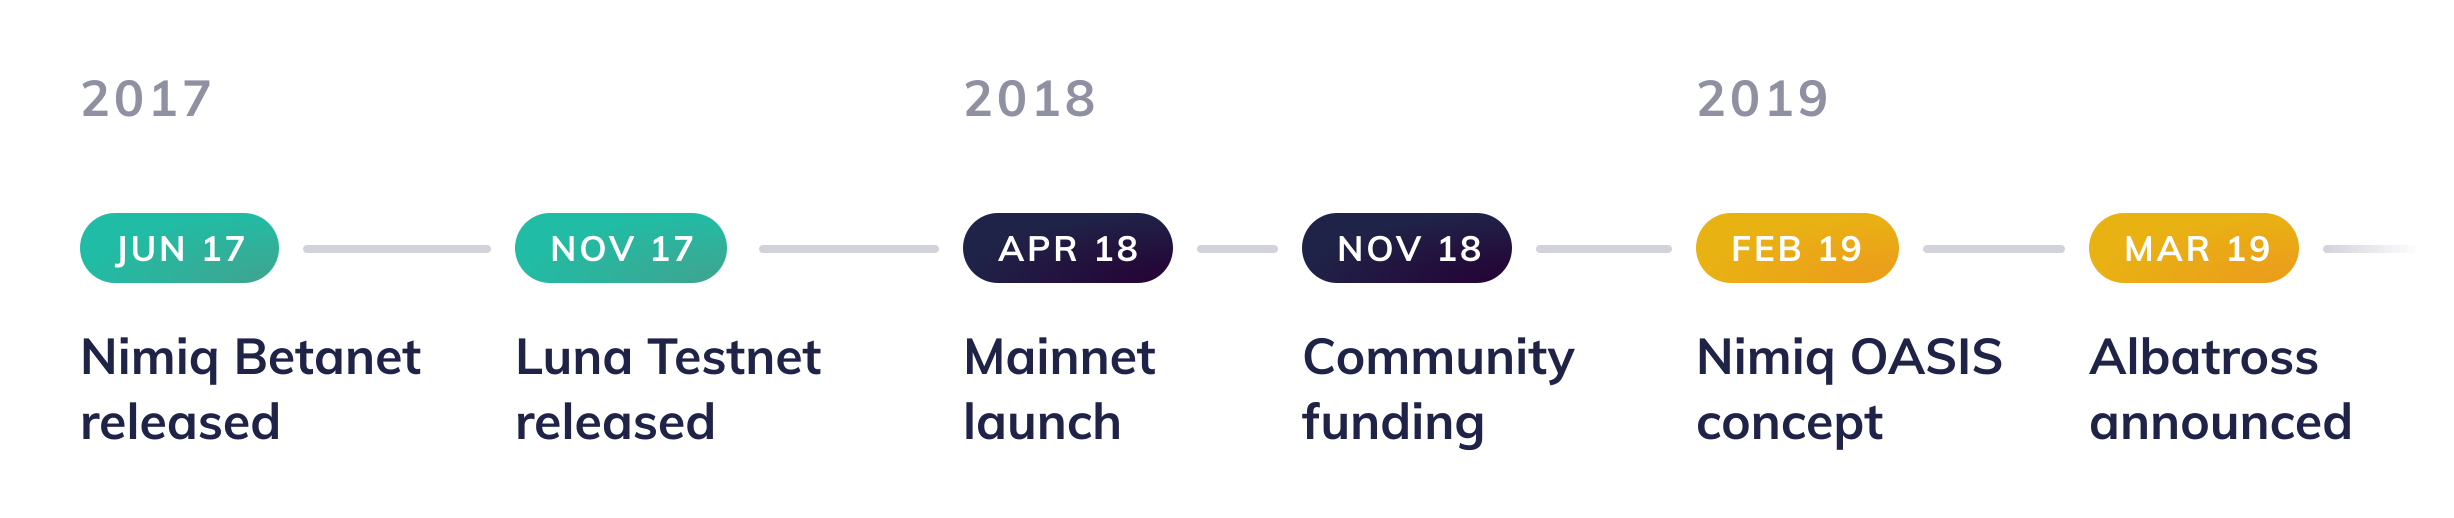 2017
2018
2019
JUN 17
NOV 17
APR 18
NOV 18
FEB 19
MAR 19
Nimiq Betanet
released
Luna Testnet
released
Mainnet
launch
Community
funding
Nimiq OASIS
concept
Albatross
announced